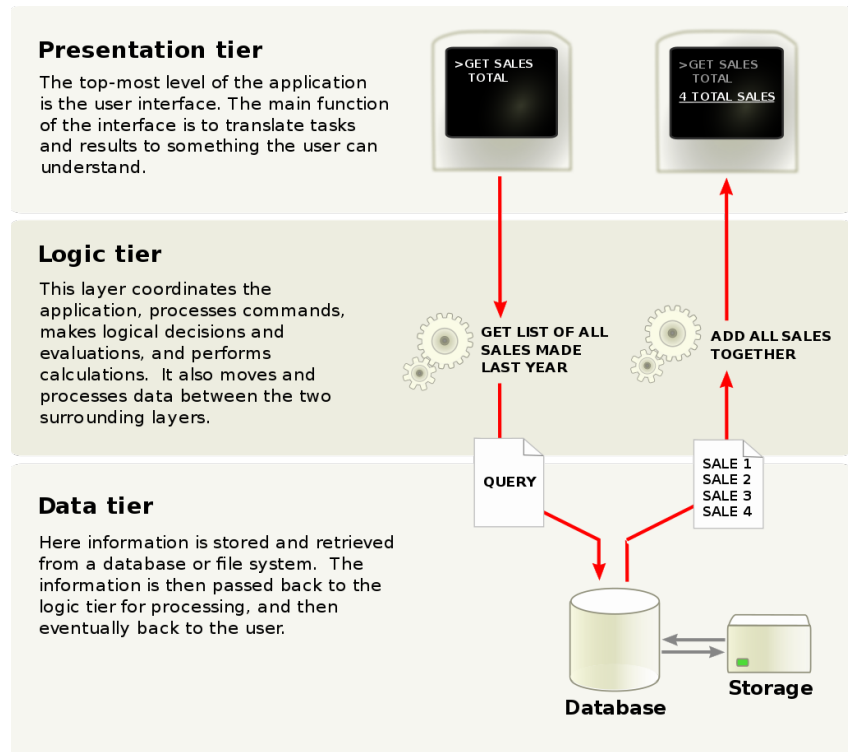 Presentation tier
The top-most level of the application
is the user interface. The main function
of the interface is to translate tasks
and results to something the user can
understand.
>GET SALES
TOTAL
>GET SALES
TOTAL
4 TOTAL SALES
Logic tier
This layer coordinates the
application, processes commands,
makes logical decisions and
evaluations, and performs
calculations.  It also moves and
processes data between the two
surrounding layers.
GET LIST OF ALL
SALES MADE
LAST YEAR
ADD ALL SALES
TOGETHER
QUERY
SALE 1
SALE 2
SALE 3
SALE 4
Data tier
Here information is stored and retrieved
from a database or file system.  The
information is then passed back to the
logic tier for processing, and then
eventually back to the user.
Database
Storage